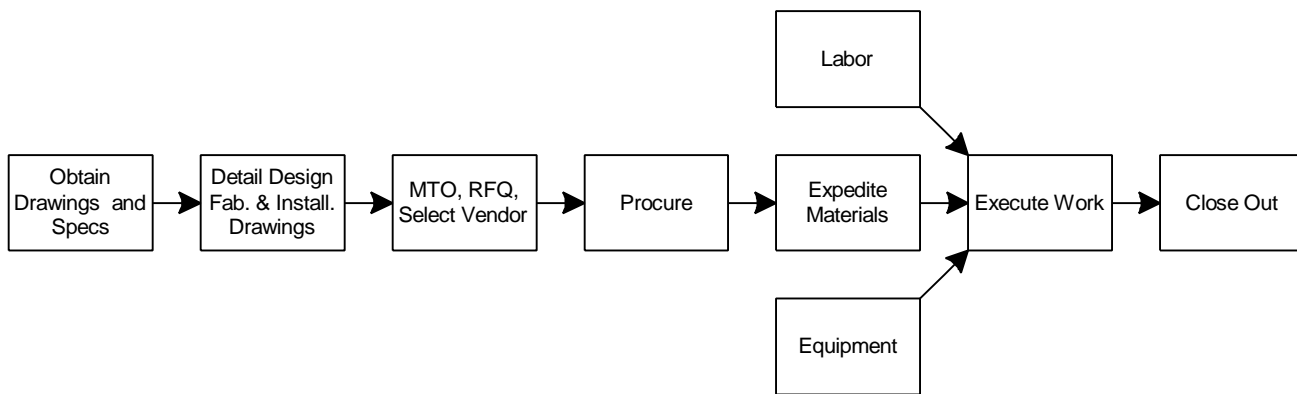 Labor
Obtain
Drawings and
Specs
Detail Design
Fab. & Install.
Drawings
MTO, RFQ,
Select Vendor
Procure
Expedite
Materials
Execute Work
Close Out
Equipment